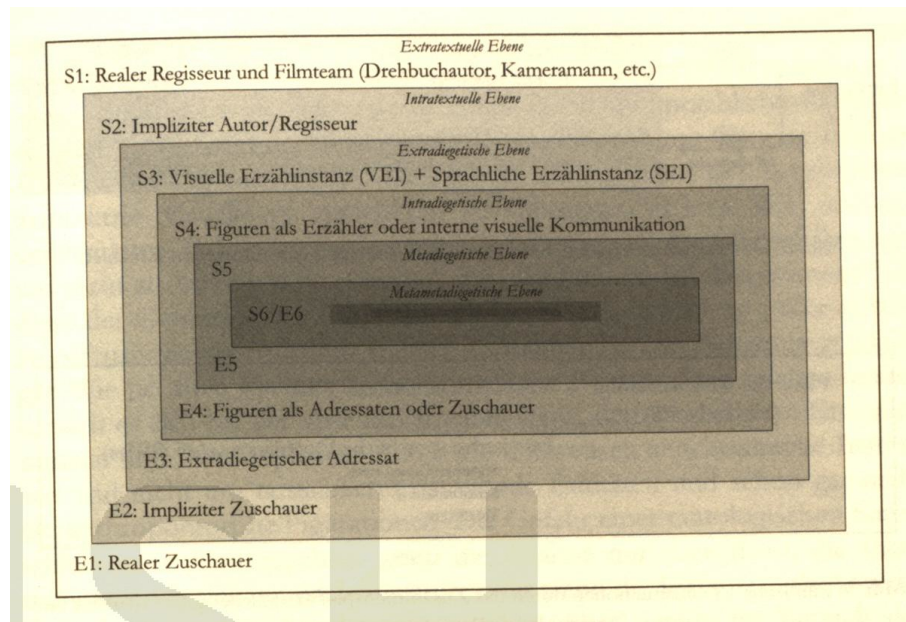 Extratextuelle Ebene
S1: Realer Regisseur und Filmteam (Drehbuchautor, Kameramann, etc.)
Intratextuelle Ebene
S2: Impliziter Autor/Regisseur
Extradiegetische Ebene
S3: Visuelle Erzählinstanz (VEI) + Sprachliche Erzählinstanz (SEI)
Intradiegetische Ebene
S4: Figuren als Erzähler oder interne visuelle Kommunikation
Metadiegetische Ebene
S5
Metametadiegetische Ebene
S6/E6
E5
E4: Figuren als Adressaten oder Zuschauer
E3: Extradiegetischer Adressat
E2: Impliziter Zuschauer
E1: Realer Zuschauer